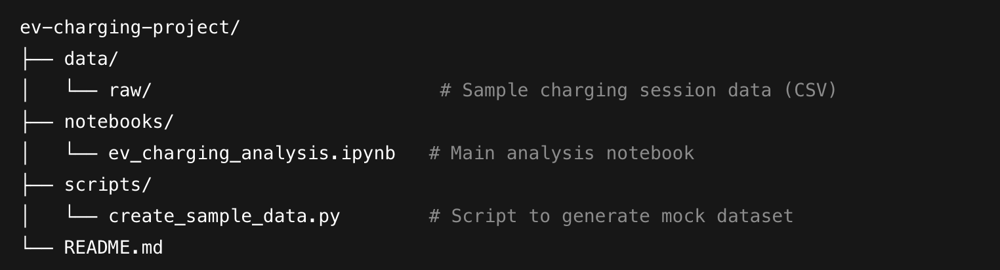 ev-charging-project/
├── data/
│   └── raw/                          # Sample charging session data (CSV)
├── notebooks/
│   └── ev_charging_analysis.ipynb   # Main analysis notebook
├── scripts/
│   └── create_sample_data.py        # Script to generate mock dataset
└── README.md